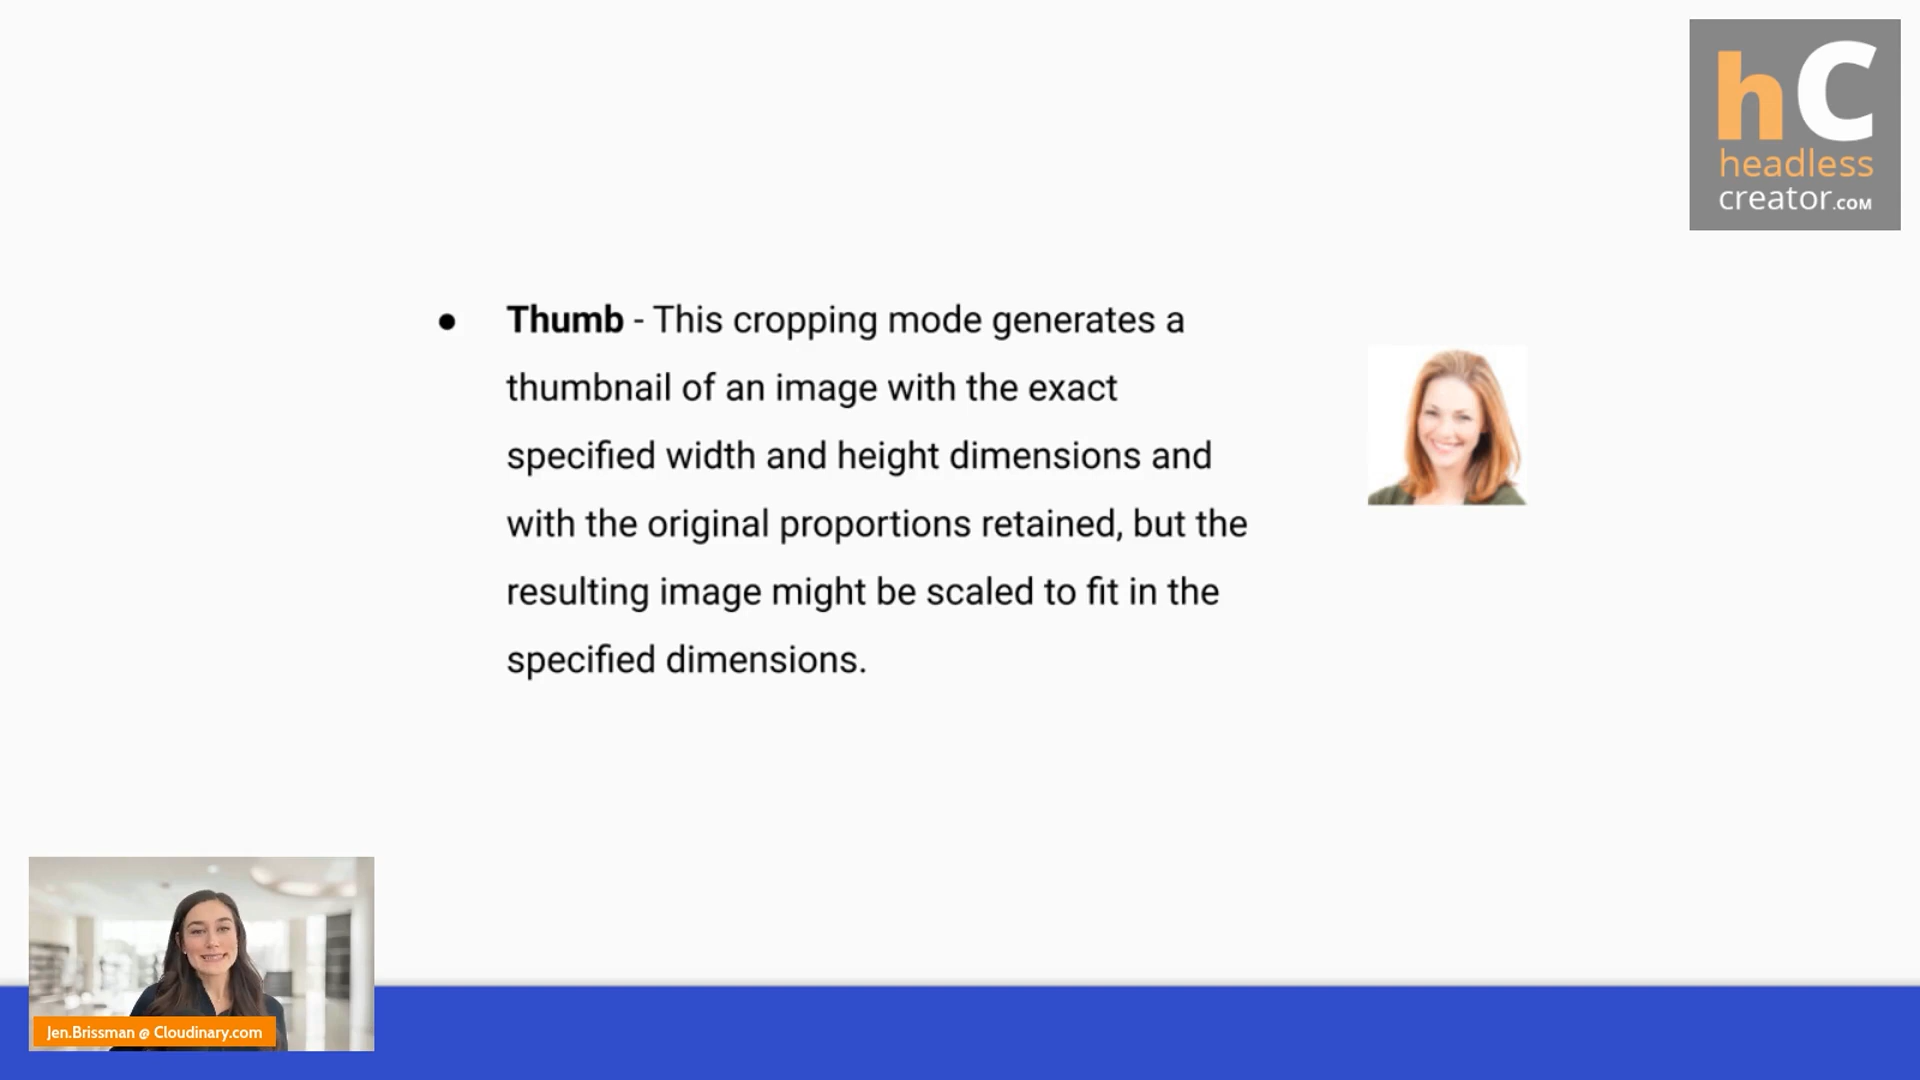 hC
headless
creator.COM
● Thumb - This cropping mode generates a
thumbnail of an image with the exact
specified width and height dimensions and
with the original proportions retained, but the
resulting image might be scaled to fit in the
specified dimensions.
Jen.Brissman @ Cloudinary.com